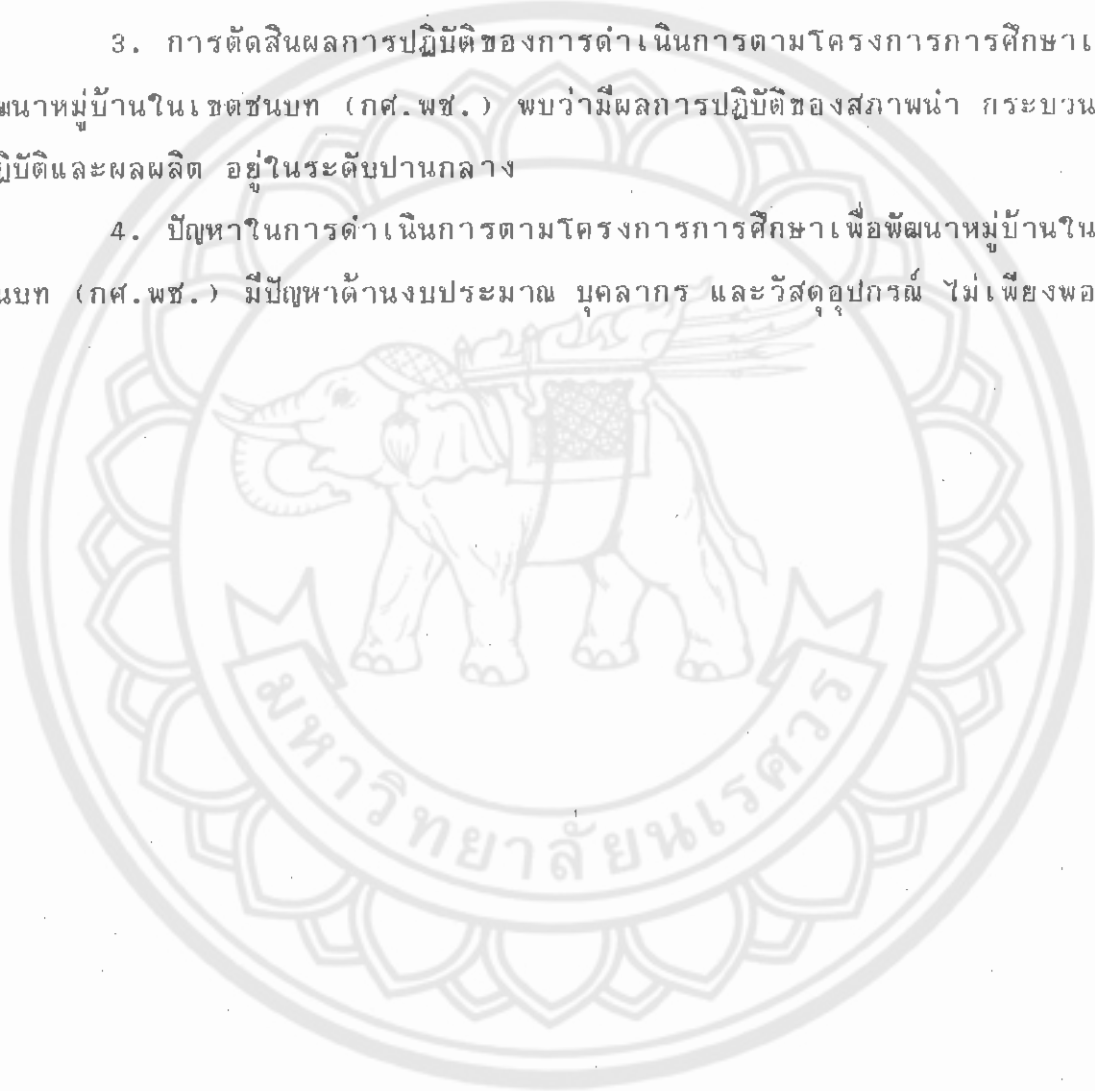 3. การตัดสินผลการปฏิบัติของการดำเนินการตามโครงการการศึกษาเ
ฒนาหมู่บ้านในเขตชนบท (กศ.พช.) พบว่ามีผลการปฏิบัติของสภาพนำ กระบวน
ฏิบัติและผลผลิต อยู่ในระดับปานกลาง
4. ปัญหาในการดำเนินการตามโครงการการศึกษาเพื่อพัฒนาหมู่บ้านใน
นบท (กศ.พช.) มีปัญหาด้านงบประมาณ บุคลากร และวัสดุอุปกรณ์ ไม่เพียงพอ
มหาวิทยาลัยนเรศวร